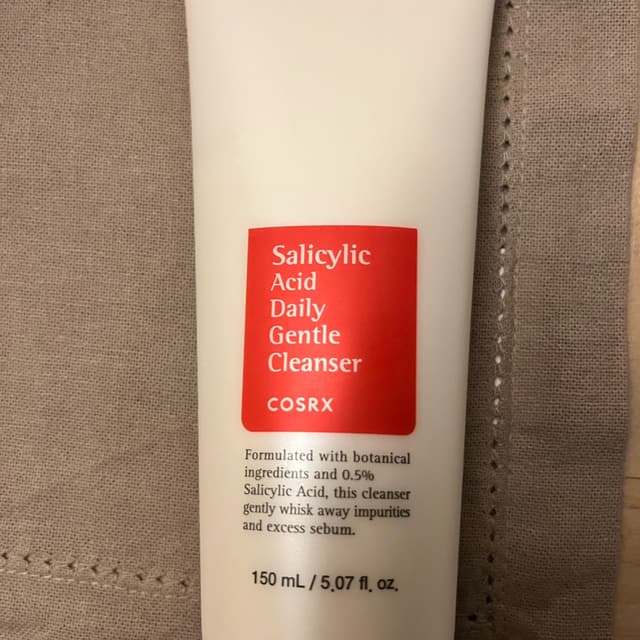 Salicylic
Acid
Daily
Gentle
Cleanser
COSRX
Formulated with botanical
ingredients and 0.5%
Salicylic Acid, this cleanser
gently whisk away impurities
and excess sebum.
150 mL / 5.07 fl. oz.